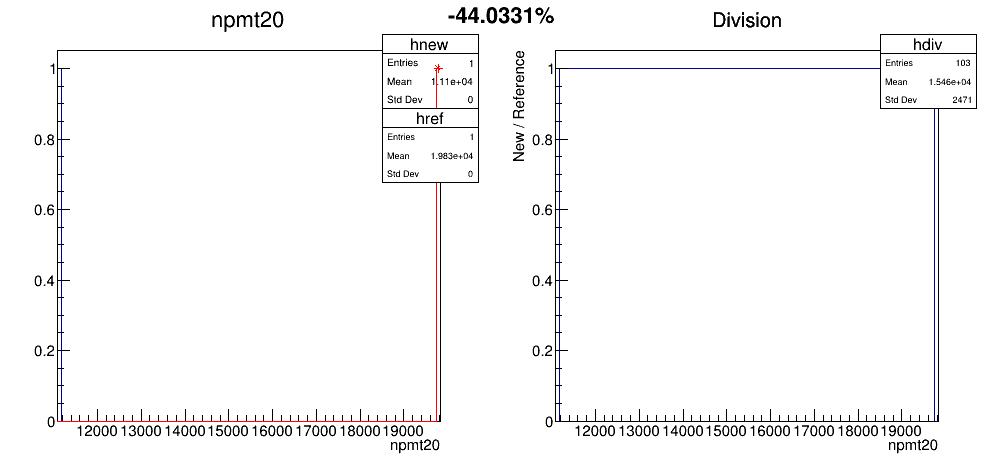 -44.0331%
npmt20
hnew
Entries 1
Mean 1.11e+04
Std Dev 0
href
Entries 1
Mean 1.983e+04
Std Dev 0
1
0.8
0.6
0.4
0.2
0
12000 13000 14000 15000 16000 17000 18000 19000
npmt20
Division
hdiv
Entries 103
Mean 1.546e+04
Std Dev 2471
New / Reference
1
0.8
0.6
0.4
0.2
0
12000 13000 14000 15000 16000 17000 18000 19000
npmt20